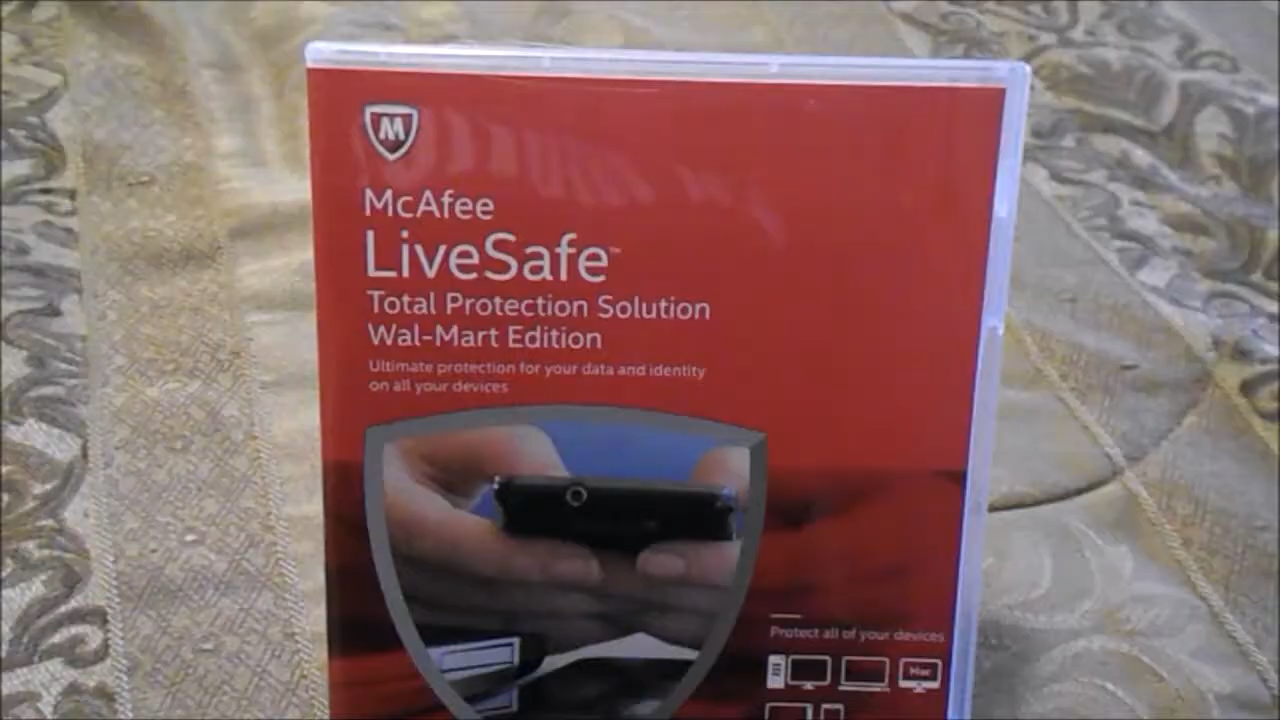 M
McAfee
LiveSafe™
Total Protection Solution
Wal-Mart Edition
Ultimate protection for your data and identity
on all your devices
Protect all of your devices
Mac